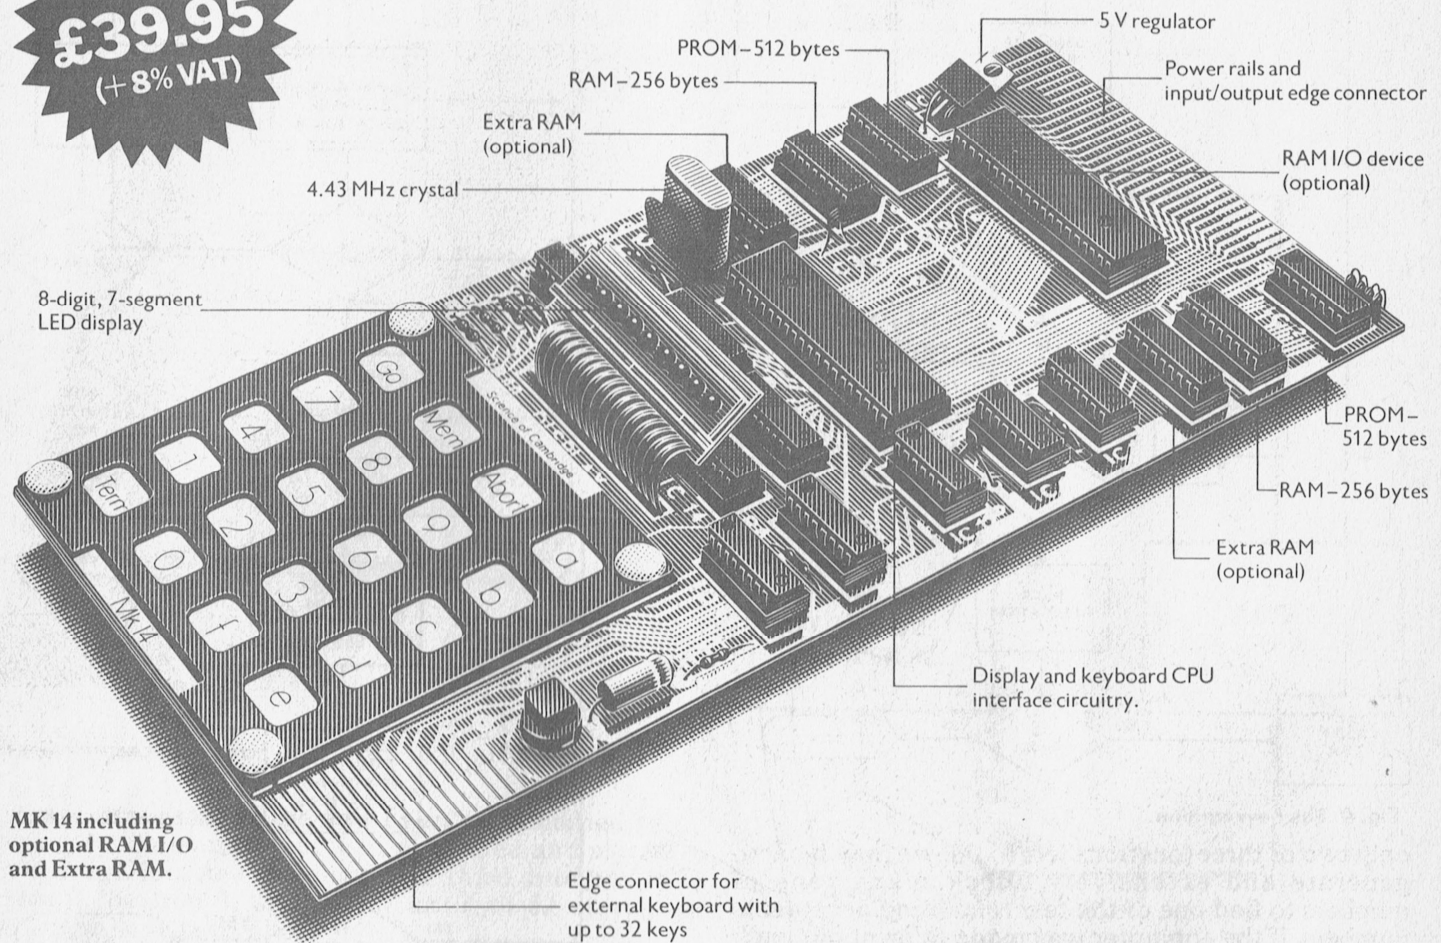 £39.95
(+ 8% VAT)
5 V regulator
PROM–512 bytes
Power rails and
input/output edge connector
RAM–256 bytes
Extra RAM
(optional)
RAM I/O device
(optional)
4.43 MHz crystal
8-digit, 7-segment
LED display
Science of Cambridge
Go
7
Mem
4
8
Abort
1
5
9
a
Term
2
6
b
0
3
c
f
d
e
Mk 14
PROM–
512 bytes
RAM–256 bytes
Extra RAM
(optional)
Display and keyboard CPU
interface circuitry.
MK 14 including
optional RAM I/O
and Extra RAM.
Edge connector for
external keyboard with
up to 32 keys